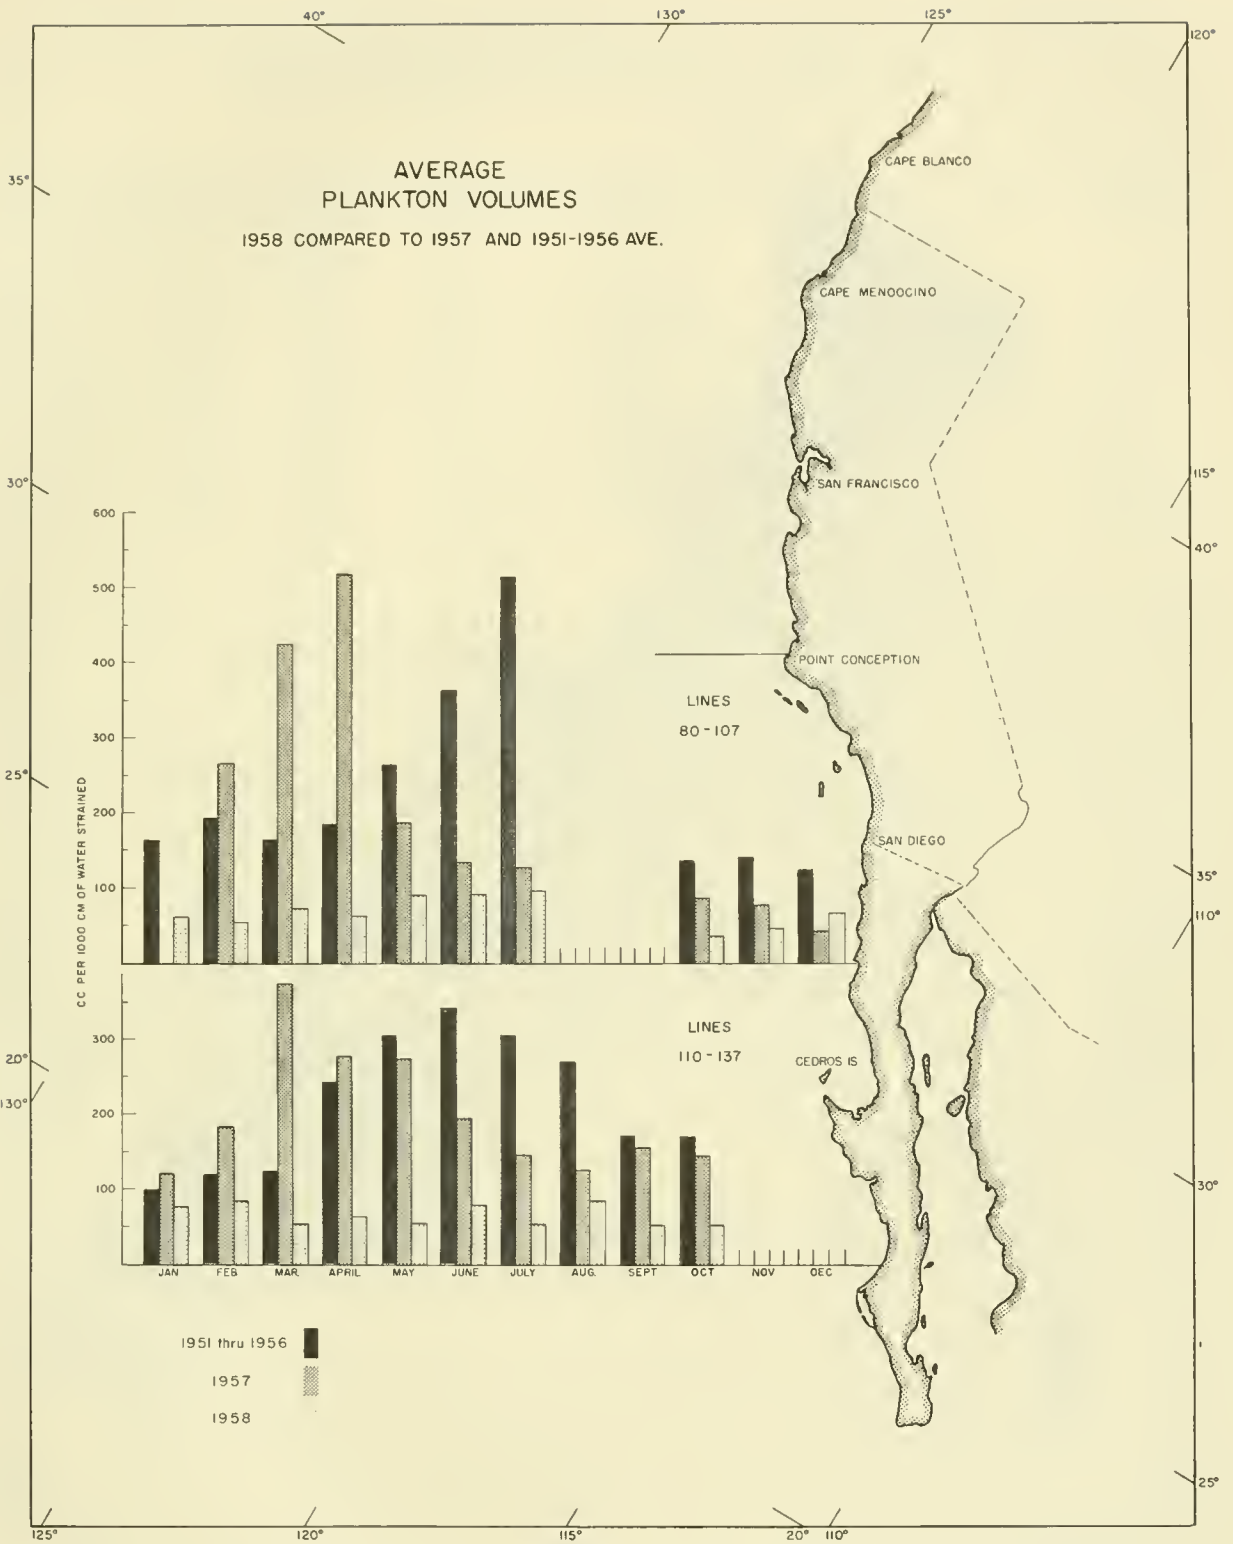 40° 130° 125°
120°
AVERAGE
PLANKTON VOLUMES
1958 COMPARED TO 1957 AND 1951-1956 AVE.
CAPE BLANCO
35°
CAPE MENOOCINO
30°
115°
SAN FRANCISCO
40°
600
500
400
300
200
100
CC PER 1000 CM OF WATER STRAINED
POINT CONCEPTION
LINES
80-107
25°
SAN DIEGO
35°
110°
300
200
100
LINES
110-137
CEDROS IS
20°
130°
30°
JAN FEB MAR. APRIL MAY JUNE JULY AUG. SEPT OCT NOV OEC
1951 thru 1956
1957
1958
25°
125° 120° 115° 20° 110°